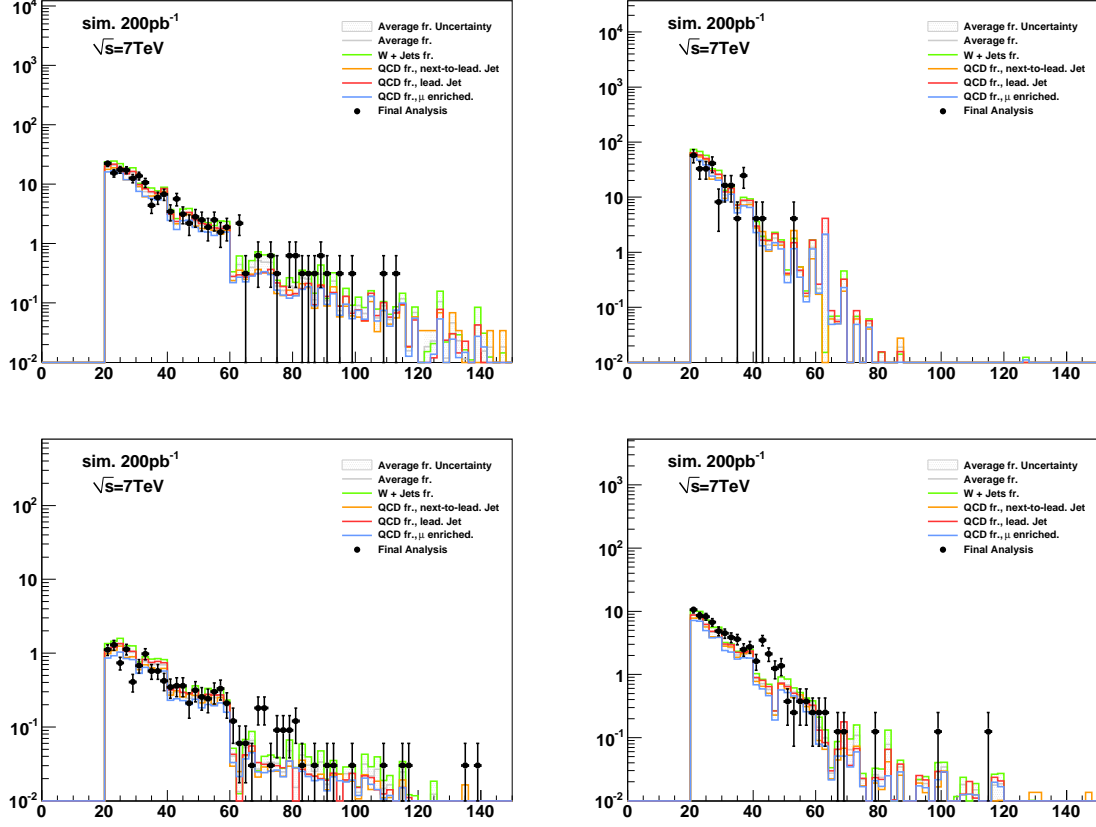 sim. 200pb⁻¹
√s=7TeV
Average fr. Uncertainty
Average fr.
W + Jets fr.
QCD fr., next-to-lead. Jet
QCD fr., lead. Jet
QCD fr., μ enriched.
Final Analysis
10⁴
10³
10²
10
1
10⁻¹
10⁻²
0 20 40 60 80 100 120 140
sim. 200pb⁻¹
√s=7TeV
Average fr. Uncertainty
Average fr.
W + Jets fr.
QCD fr., next-to-lead. Jet
QCD fr., lead. Jet
QCD fr., μ enriched.
Final Analysis
10⁴
10³
10²
10
1
10⁻¹
10⁻²
0 20 40 60 80 100 120 140
sim. 200pb⁻¹
√s=7TeV
Average fr. Uncertainty
Average fr.
W + Jets fr.
QCD fr., next-to-lead. Jet
QCD fr., lead. Jet
QCD fr., μ enriched.
Final Analysis
10²
10
1
10⁻¹
10⁻²
0 20 40 60 80 100 120 140
sim. 200pb⁻¹
√s=7TeV
Average fr. Uncertainty
Average fr.
W + Jets fr.
QCD fr., next-to-lead. Jet
QCD fr., lead. Jet
QCD fr., μ enriched.
Final Analysis
10³
10²
10
1
10⁻¹
10⁻²
0 20 40 60 80 100 120 140